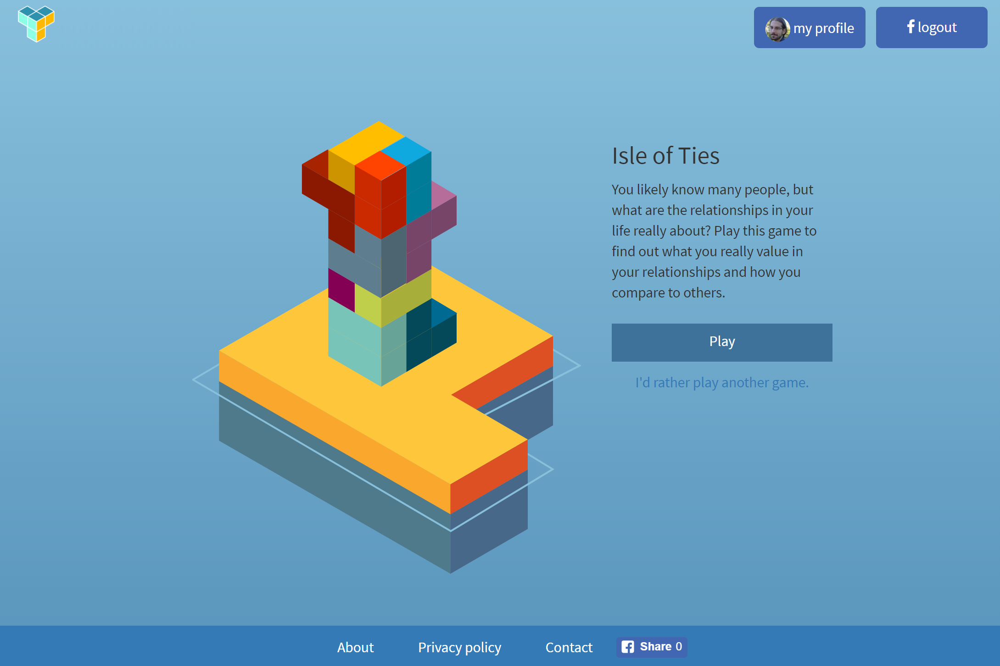 my profile
logout
Isle of Ties
You likely know many people, but
what are the relationships in your
life really about? Play this game to
find out what you really value in
your relationships and how you
compare to others.
Play
I'd rather play another game.
About
Privacy policy
Contact
Share 0